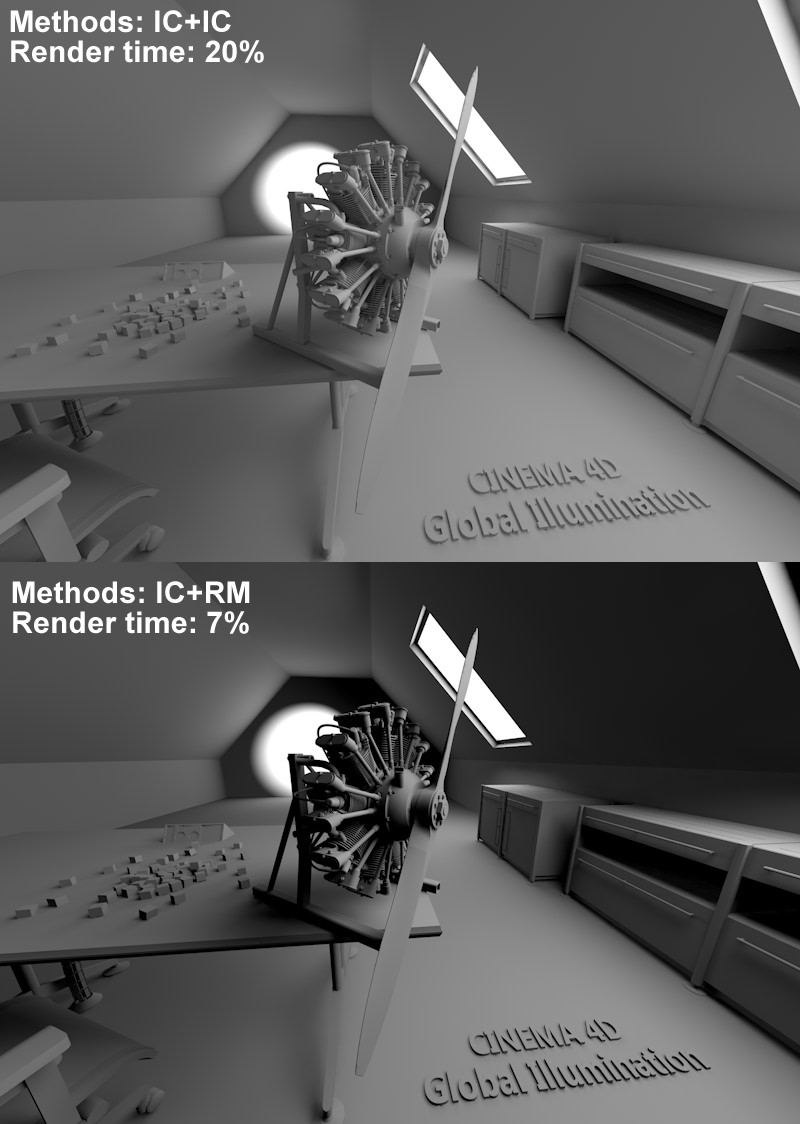 Methods: IC+IC
Render time: 20%
CINEMA 4D
Global Illumination
Methods: IC+RM
Render time: 7%
CINEMA 4D
Global Illumination